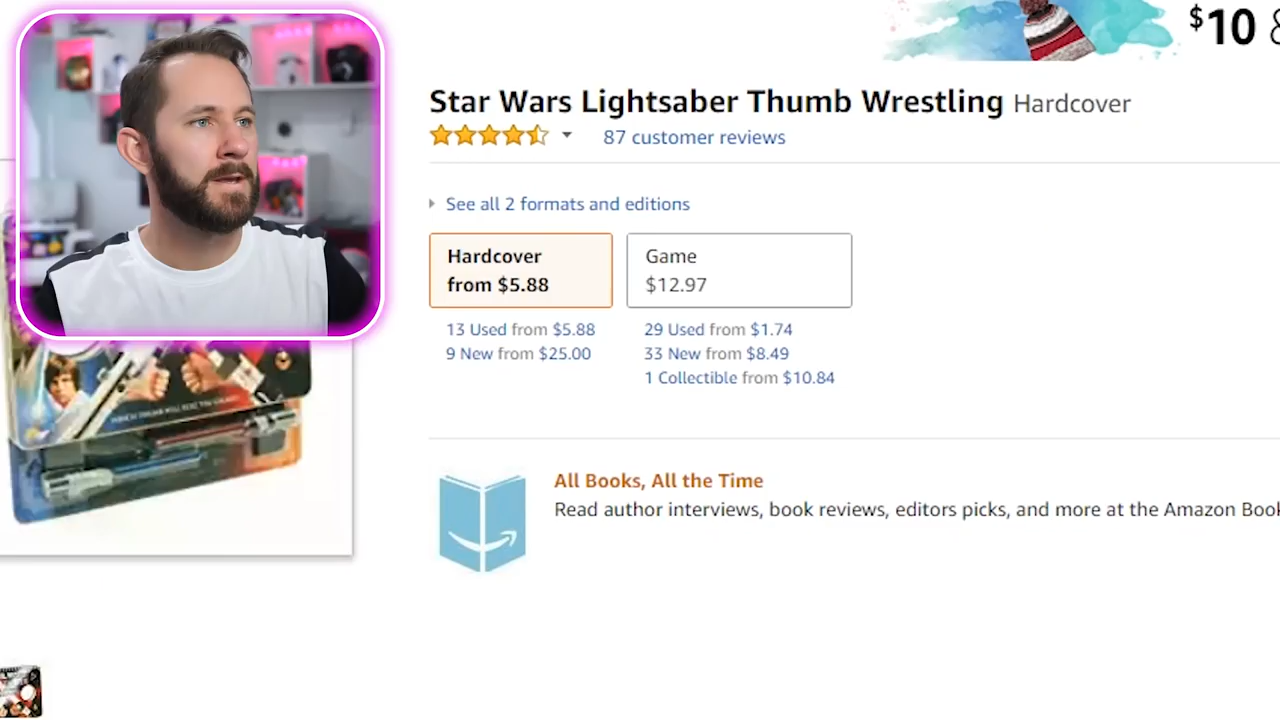 $10 &
Star Wars Lightsaber Thumb Wrestling Hardcover
87 customer reviews
See all 2 formats and editions
Hardcover
from $5.88
Game
$12.97
13 Used from $5.88
9 New from $25.00
29 Used from $1.74
33 New from $8.49
1 Collectible from $10.84
All Books, All the Time
Read author interviews, book reviews, editors picks, and more at the Amazon Book